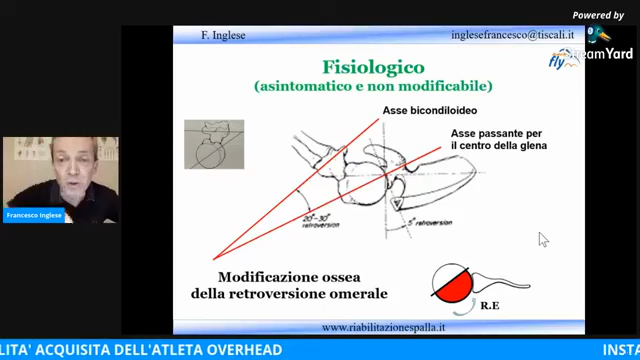 Powered by
StreamYard
F. Inglese
inglesefrancesco@tiscali.it
fly
Fisiologico
(asintomatico e non modificabile)
Asse bicondiloideo
Asse passante per
il centro della glena
20°-30°
retroversion
5° retroversion
Francesco Inglese
Modificazione ossea
della retroversione omerale
R.E
www.riabilitazionespalla.it
LITA' ACQUISITA DELL'ATLETA OVERHEAD
INSTA